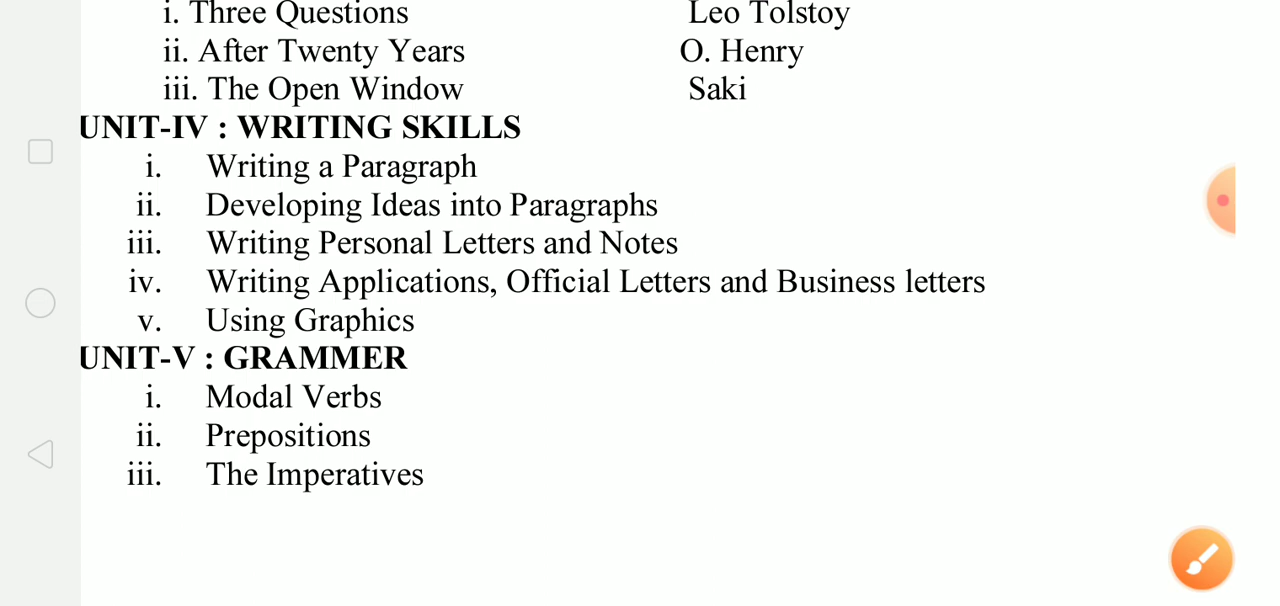 i. Three Questions Leo Tolstoy
ii. After Twenty Years O. Henry
iii. The Open Window Saki
UNIT-IV : WRITING SKILLS
i. Writing a Paragraph
ii. Developing Ideas into Paragraphs
iii. Writing Personal Letters and Notes
iv. Writing Applications, Official Letters and Business letters
v. Using Graphics
UNIT-V : GRAMMER
i. Modal Verbs
ii. Prepositions
iii. The Imperatives